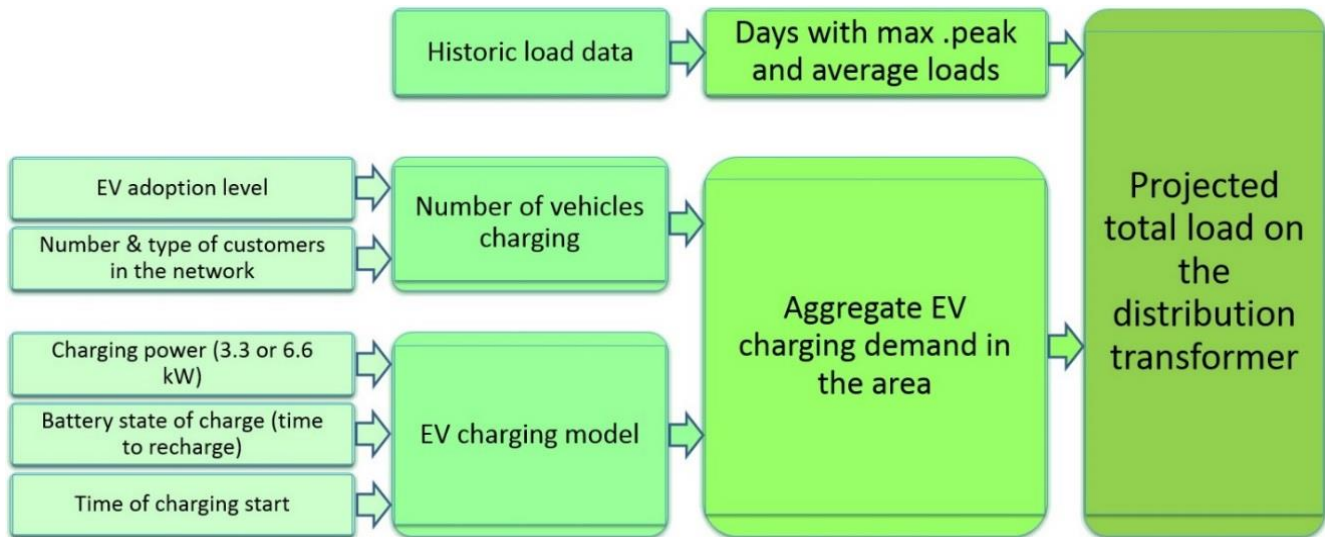 Historic load data
Days with max .peak
and average loads
EV adoption level
Number & type of customers
in the network
Number of vehicles
charging
Charging power (3.3 or 6.6
kW)
Battery state of charge (time
to recharge)
Time of charging start
EV charging model
Aggregate EV
charging demand in
the area
Projected
total load on
the
distribution
transformer